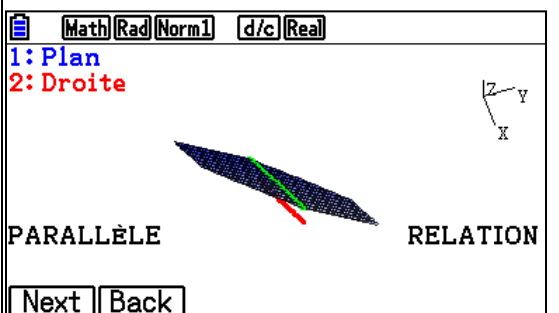 Math Rad Norm1 d/c Real
1:Plan
2:Droite
Z
Y
X
PARALLÈLE RELATION
Next Back